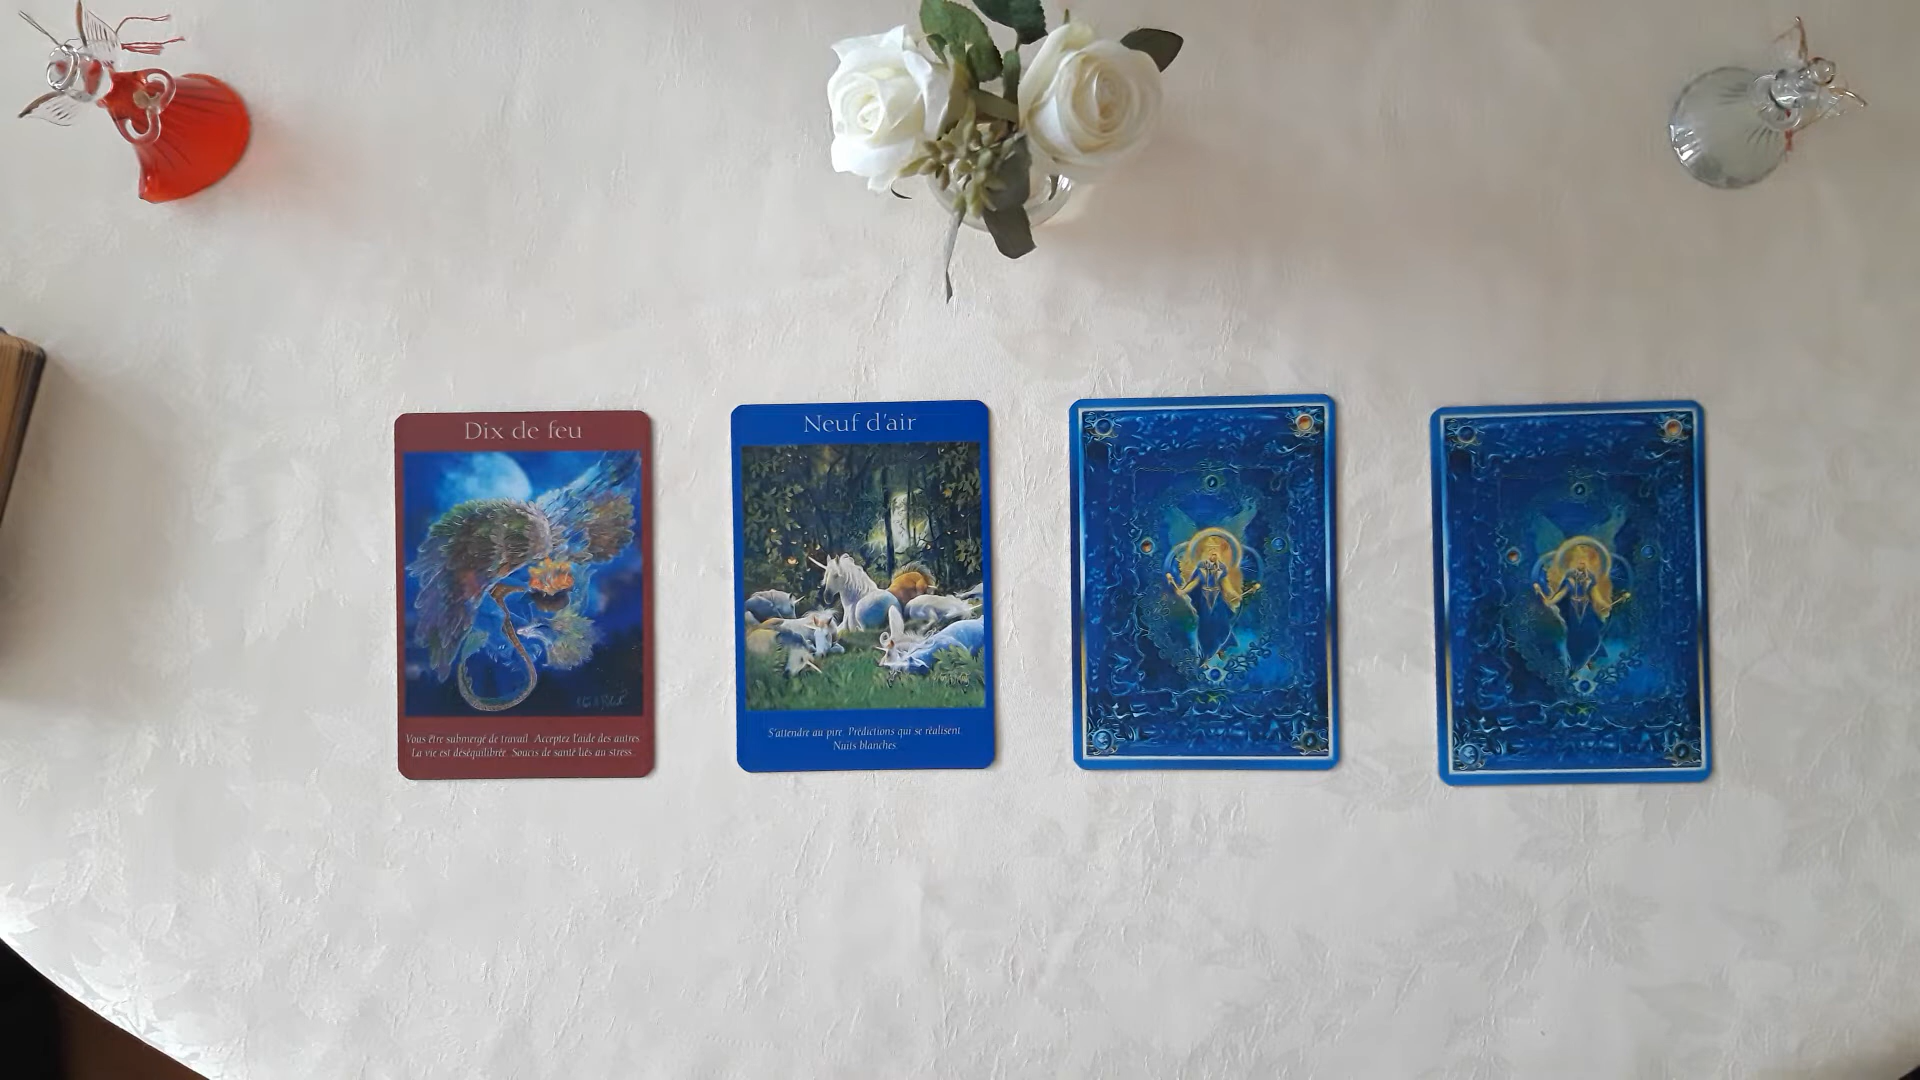 Dix de feu
Vous être submergé de travail. Acceptez l'aide des autres.
La vie est déséquilibrée. Soucis de santé liés au stress.
Neuf d'air
S'attendre au pire. Prédictions qui se réalisent.
Nuits blanches.